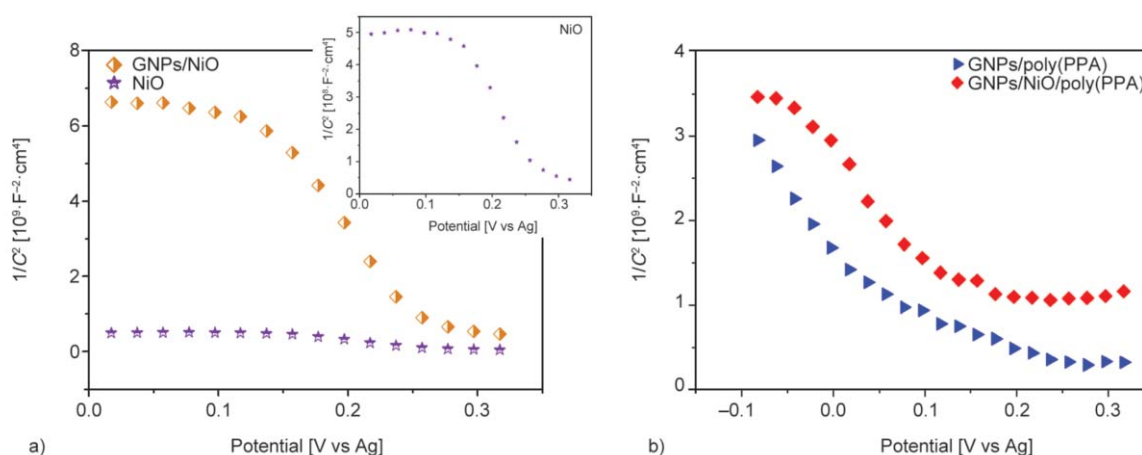 8
6
4
2
0
0.0
0.1
0.2
0.3
1/C² [10⁹·F⁻²·cm⁴]
Potential [V vs Ag]
GNPs/NiO
NiO
a)
NiO
5
4
3
2
1
0
0.0
0.1
0.2
0.3
1/C² [10⁸·F⁻²·cm⁴]
Potential [V vs Ag]
4
3
2
1
0
–0.1
0.0
0.1
0.2
0.3
1/C² [10⁹·F⁻²·cm⁴]
Potential [V vs Ag]
GNPs/poly(PPA)
GNPs/NiO/poly(PPA)
b)